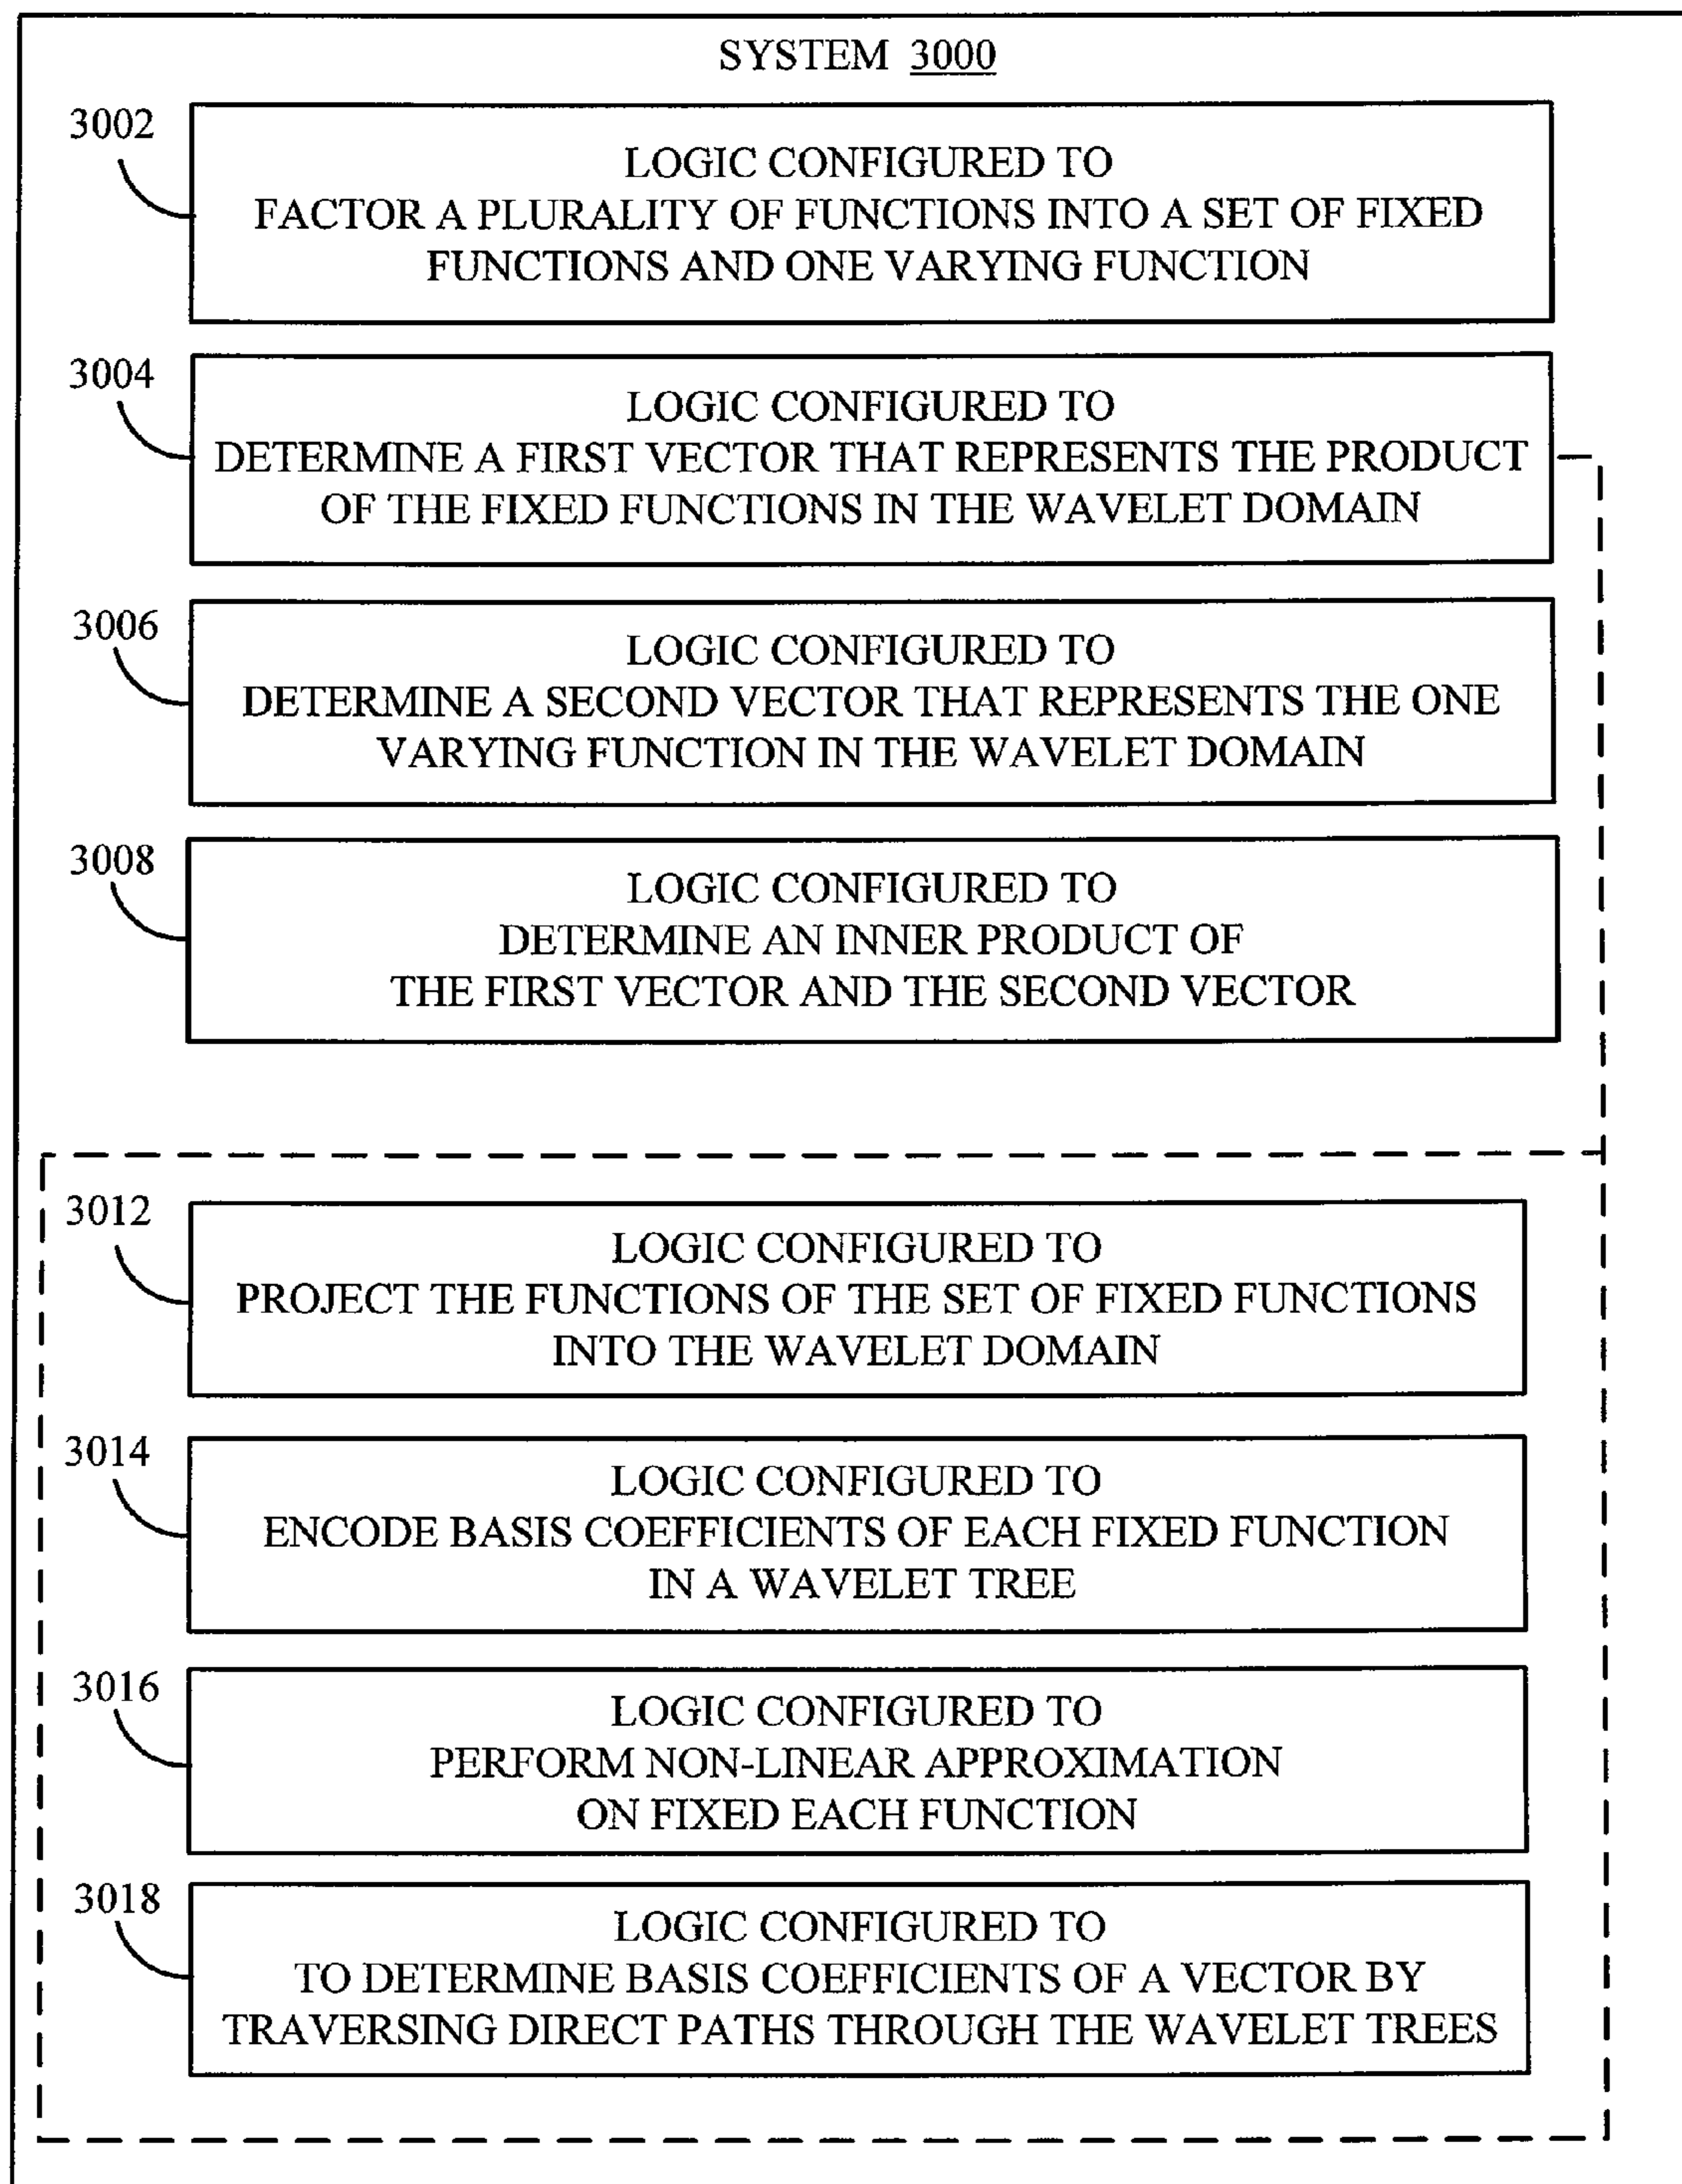 SYSTEM 3000
3002
LOGIC CONFIGURED TO
FACTOR A PLURALITY OF FUNCTIONS INTO A SET OF FIXED
FUNCTIONS AND ONE VARYING FUNCTION
3004
LOGIC CONFIGURED TO
DETERMINE A FIRST VECTOR THAT REPRESENTS THE PRODUCT
OF THE FIXED FUNCTIONS IN THE WAVELET DOMAIN
3006
LOGIC CONFIGURED TO
DETERMINE A SECOND VECTOR THAT REPRESENTS THE ONE
VARYING FUNCTION IN THE WAVELET DOMAIN
3008
LOGIC CONFIGURED TO
DETERMINE AN INNER PRODUCT OF
THE FIRST VECTOR AND THE SECOND VECTOR
3012
LOGIC CONFIGURED TO
PROJECT THE FUNCTIONS OF THE SET OF FIXED FUNCTIONS
INTO THE WAVELET DOMAIN
3014
LOGIC CONFIGURED TO
ENCODE BASIS COEFFICIENTS OF EACH FIXED FUNCTION
IN A WAVELET TREE
3016
LOGIC CONFIGURED TO
PERFORM NON-LINEAR APPROXIMATION
ON FIXED EACH FUNCTION
3018
LOGIC CONFIGURED TO
TO DETERMINE BASIS COEFFICIENTS OF A VECTOR BY
TRAVERSING DIRECT PATHS THROUGH THE WAVELET TREES